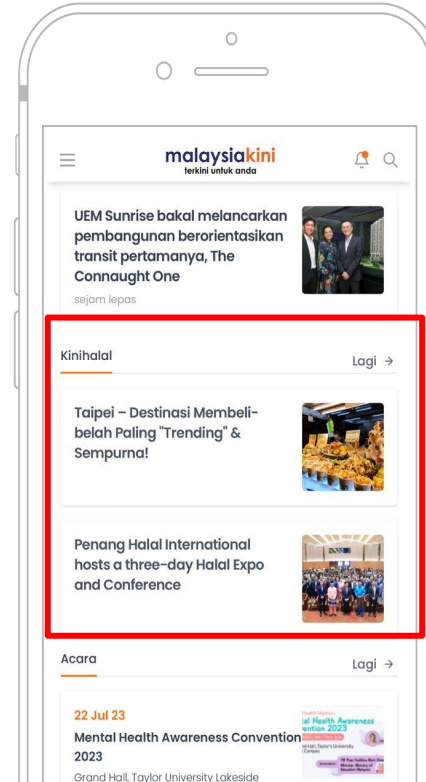 malaysiakini
terkini untuk anda
UEM Sunrise bakal melancarkan
pembangunan berorientasikan
transit pertamanya, The
Connaught One
sejam lepas
Kinihalal
Lagi →
Taipei – Destinasi Membeli-
belah Paling "Trending" &
Sempurna!
Penang Halal International
hosts a three-day Halal Expo
and Conference
Acara
Lagi →
22 Jul 23
Mental Health Awareness Convention
2023
Grand Hall, Taylor University Lakeside